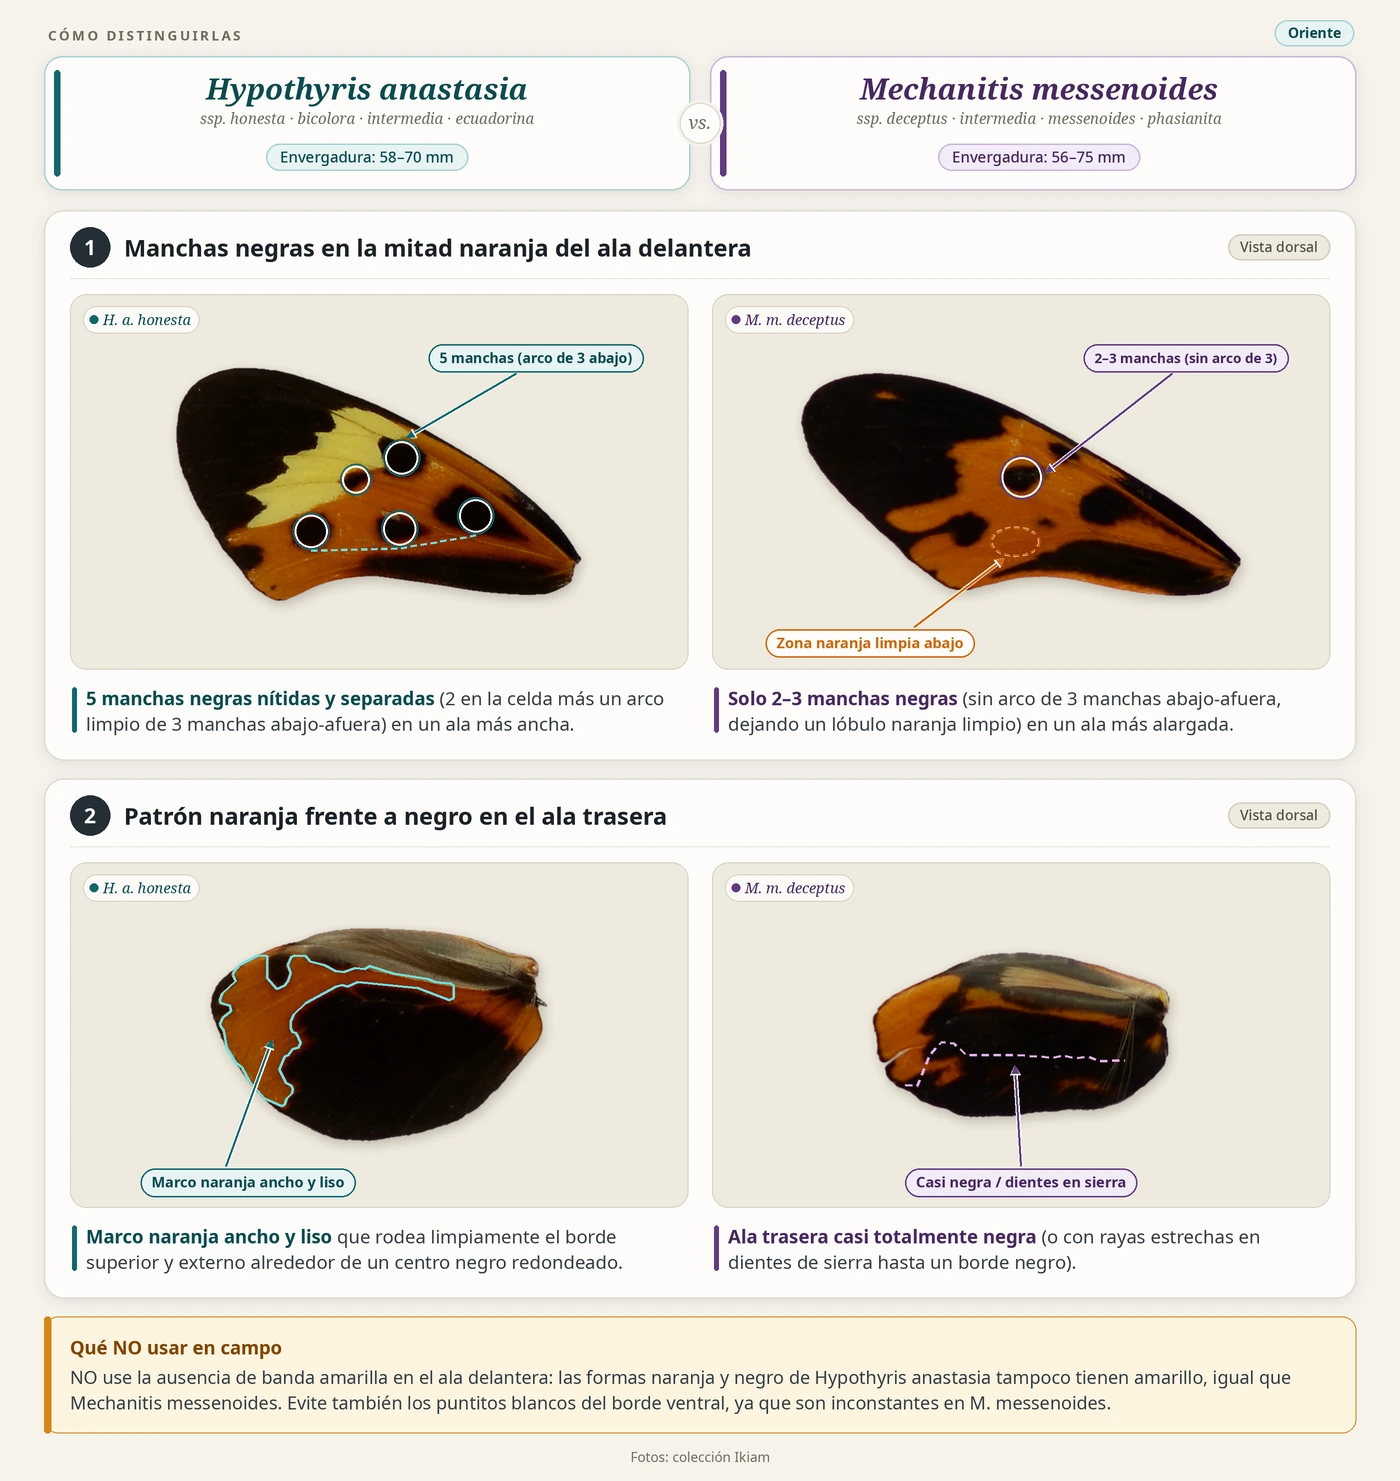 CÓMO DISTINGUIRLAS
Oriente
Hypothyris anastasia
ssp. honesta · bicolora · intermedia · ecuadorina
Envergadura: 58–70 mm
vs.
Mechanitis messenoides
ssp. deceptus · intermedia · messenoides · phasianita
Envergadura: 56–75 mm
1 Manchas negras en la mitad naranja del ala delantera
Vista dorsal
H. a. honesta
5 manchas (arco de 3 abajo)
M. m. deceptus
2–3 manchas (sin arco de 3)
Zona naranja limpia abajo
5 manchas negras nítidas y separadas (2 en la celda más un arco
limpio de 3 manchas abajo-afuera) en un ala más ancha.
Solo 2–3 manchas negras (sin arco de 3 manchas abajo-afuera,
dejando un lóbulo naranja limpio) en un ala más alargada.
2 Patrón naranja frente a negro en el ala trasera
Vista dorsal
H. a. honesta
Marco naranja ancho y liso
M. m. deceptus
Casi negra / dientes en sierra
Marco naranja ancho y liso que rodea limpiamente el borde
superior y externo alrededor de un centro negro redondeado.
Ala trasera casi totalmente negra (o con rayas estrechas en
dientes de sierra hasta un borde negro).
Qué NO usar en campo
NO use la ausencia de banda amarilla en el ala delantera: las formas naranja y negro de Hypothyris anastasia tampoco tienen amarillo, igual que
Mechanitis messenoides. Evite también los puntitos blancos del borde ventral, ya que son inconstantes en M. messenoides.
Fotos: colección Ikiam